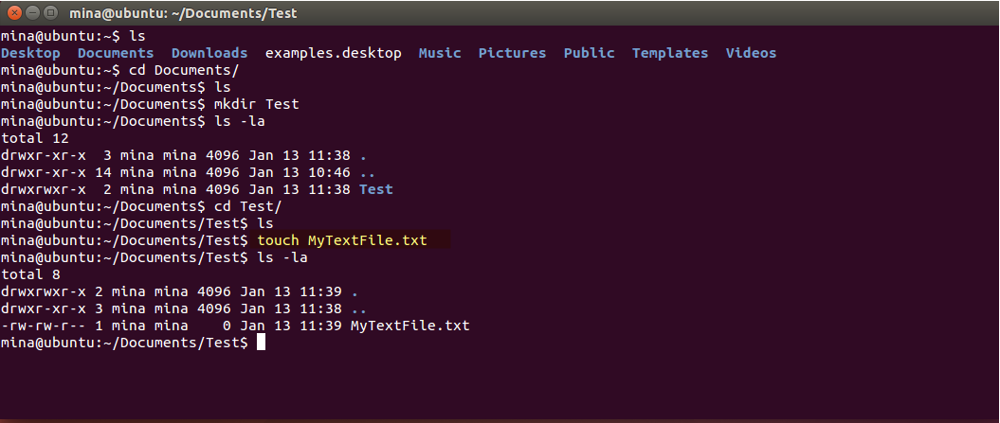 mina@ubuntu: ~/Documents/Test
mina@ubuntu:~$ ls
Desktop  Documents  Downloads  examples.desktop  Music  Pictures  Public  Templates  Videos
mina@ubuntu:~$ cd Documents/
mina@ubuntu:~/Documents$ ls
mina@ubuntu:~/Documents$ mkdir Test
mina@ubuntu:~/Documents$ ls -la
total 12
drwxr-xr-x  3 mina mina 4096 Jan 13 11:38 .
drwxr-xr-x 14 mina mina 4096 Jan 13 10:46 ..
drwxrwxr-x  2 mina mina 4096 Jan 13 11:38 Test
mina@ubuntu:~/Documents$ cd Test/
mina@ubuntu:~/Documents/Test$ ls
mina@ubuntu:~/Documents/Test$ touch MyTextFile.txt
mina@ubuntu:~/Documents/Test$ ls -la
total 8
drwxrwxr-x 2 mina mina 4096 Jan 13 11:39 .
drwxr-xr-x 3 mina mina 4096 Jan 13 11:38 ..
-rw-rw-r-- 1 mina mina    0 Jan 13 11:39 MyTextFile.txt
mina@ubuntu:~/Documents/Test$